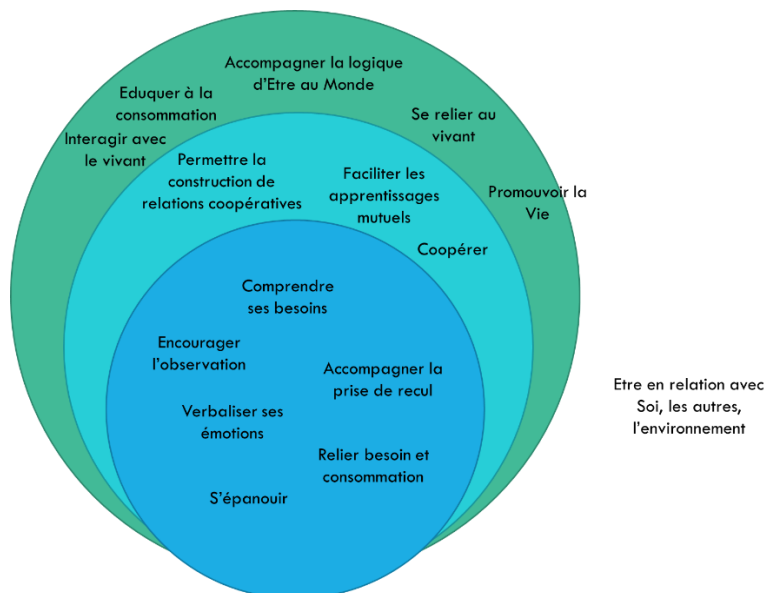 Accompagner la logique
d'Etre au Monde
Eduquer à la
consommation
Se relier au
vivant
Interagir avec
le vivant
Permettre la
construction de
relations coopératives
Faciliter les
apprentissages
mutuels
Promouvoir la
Vie
Coopérer
Comprendre
ses besoins
Encourager
l'observation
Accompagner la
prise de recul
Etre en relation avec
Soi, les autres,
l'environnement
Verbaliser ses
émotions
Relier besoin et
consommation
S'épanouir